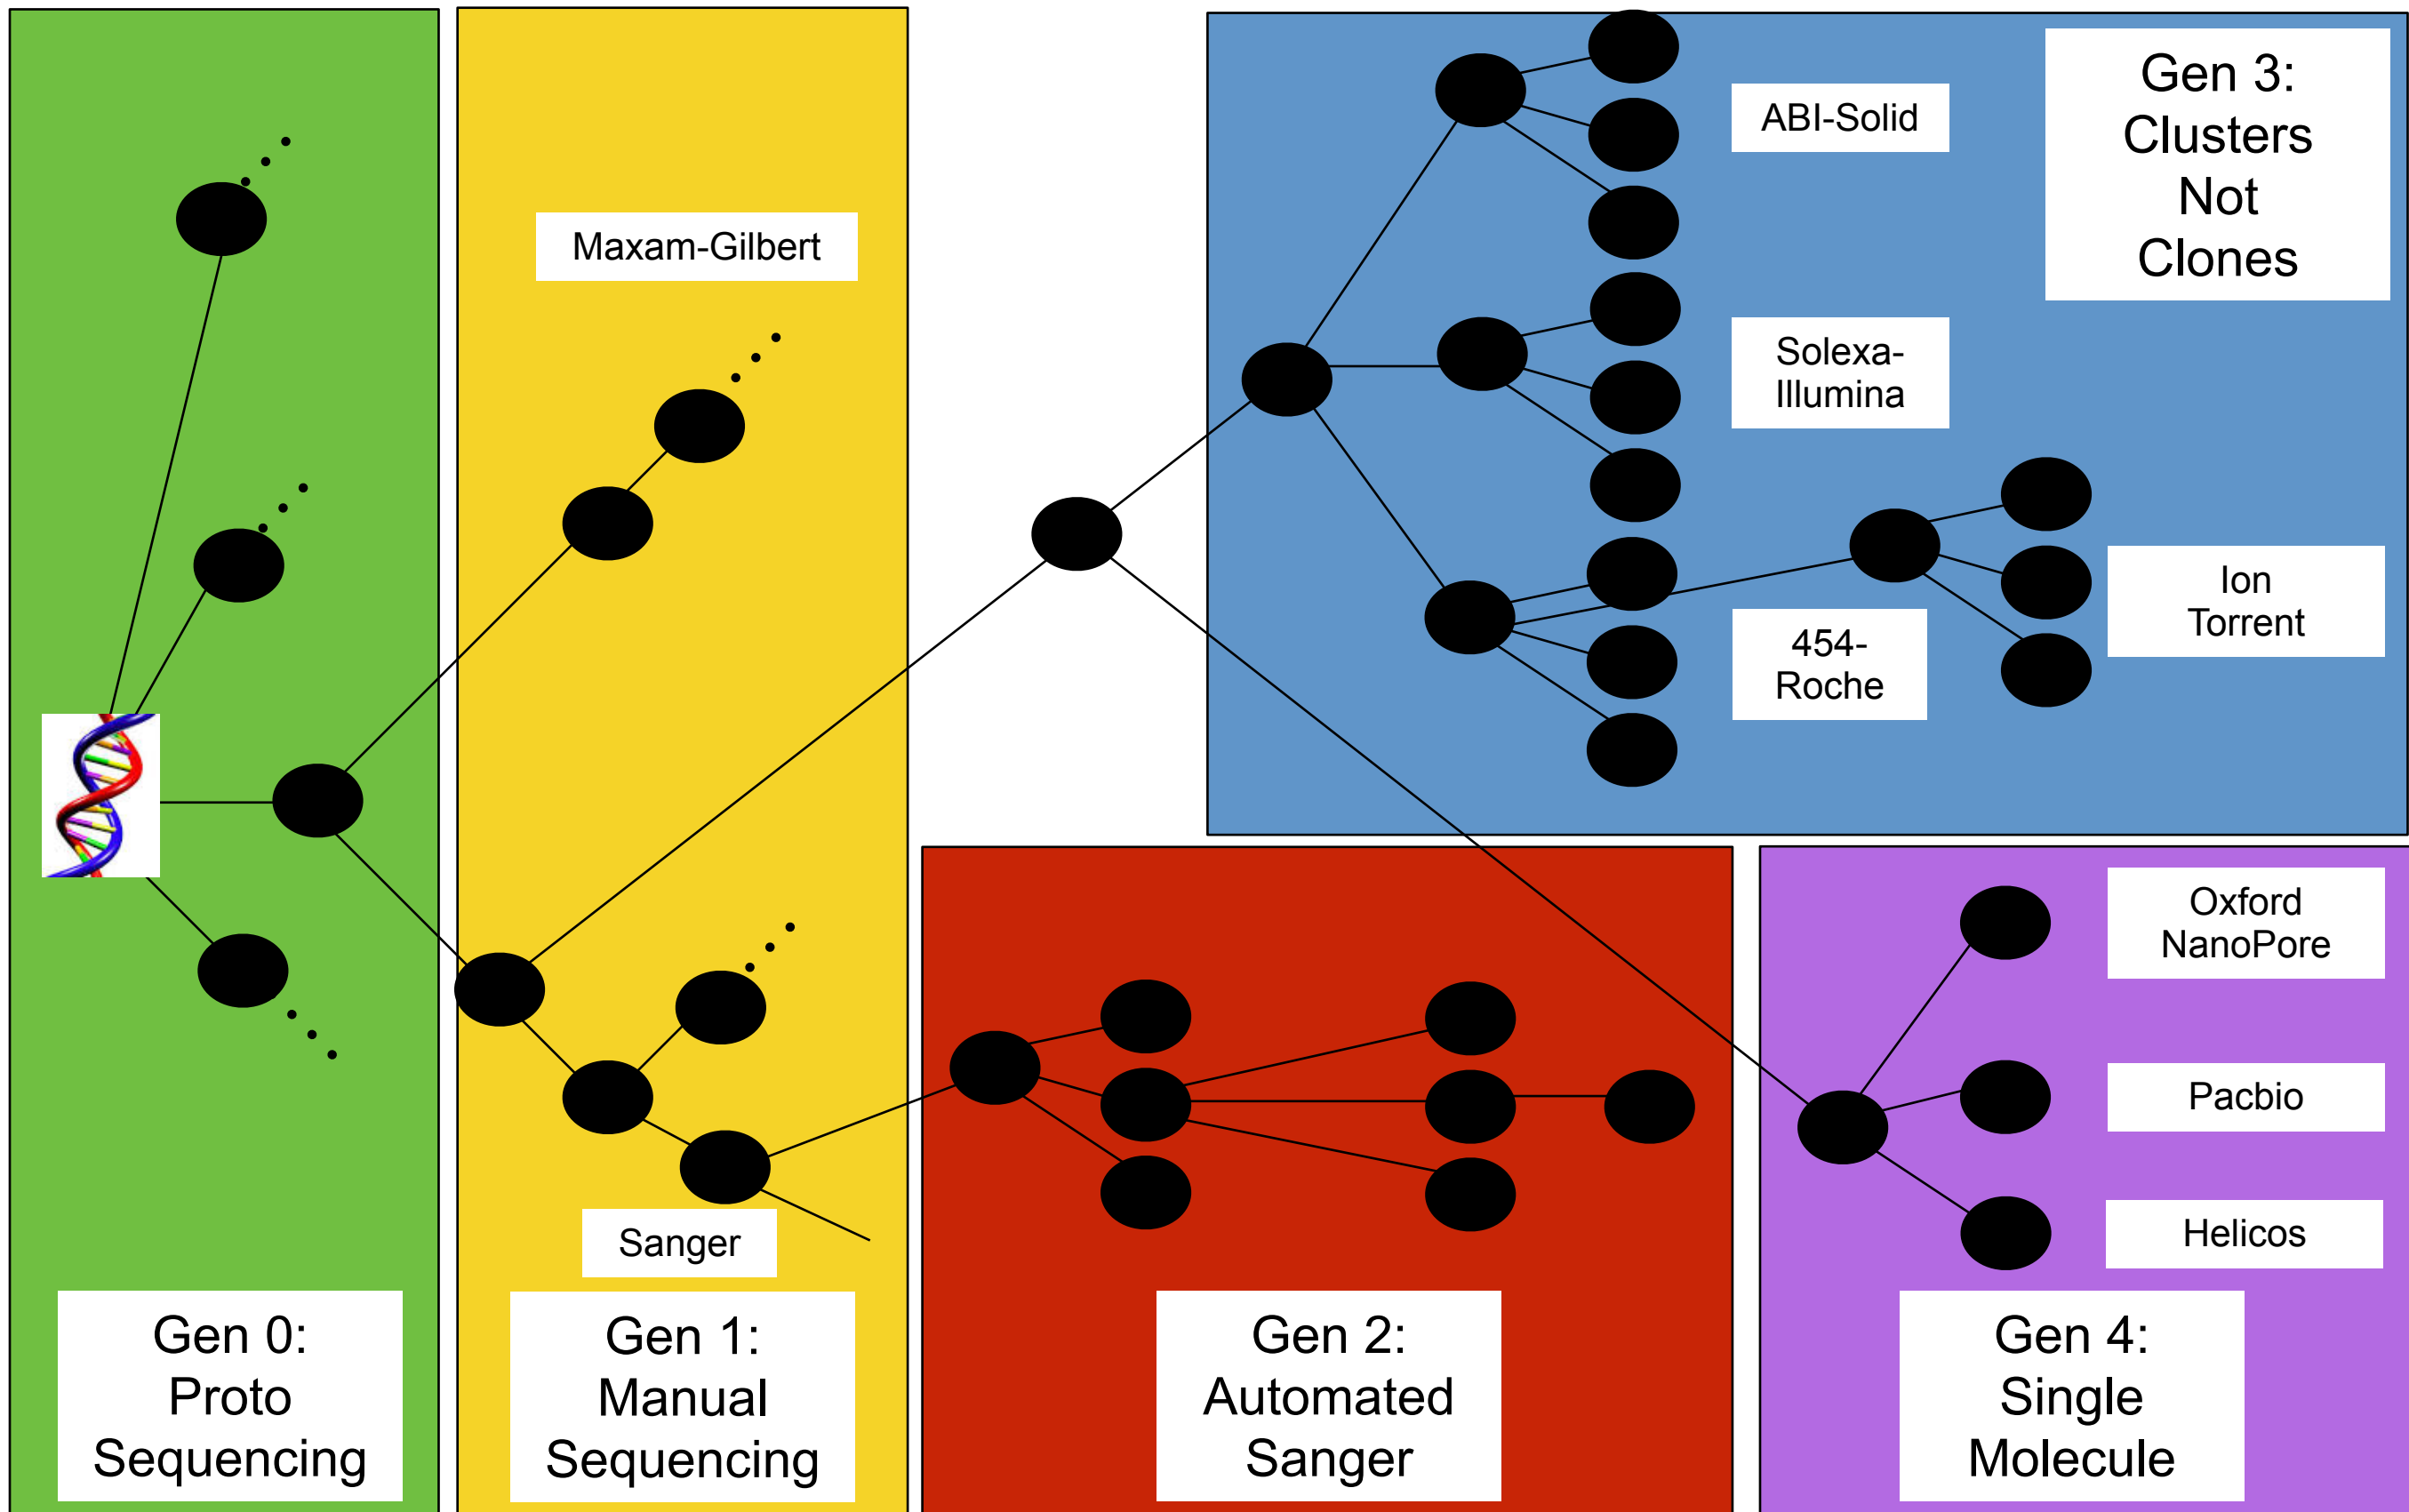 Gen 0:
Proto
Sequencing
Maxam-Gilbert
Sanger
Gen 1:
Manual
Sequencing
Gen 2:
Automated
Sanger
ABI-Solid
Gen 3:
Clusters
Not
Clones
Solexa-
Illumina
454-
Roche
Ion
Torrent
Oxford
NanoPore
Pacbio
Helicos
Gen 4:
Single
Molecule